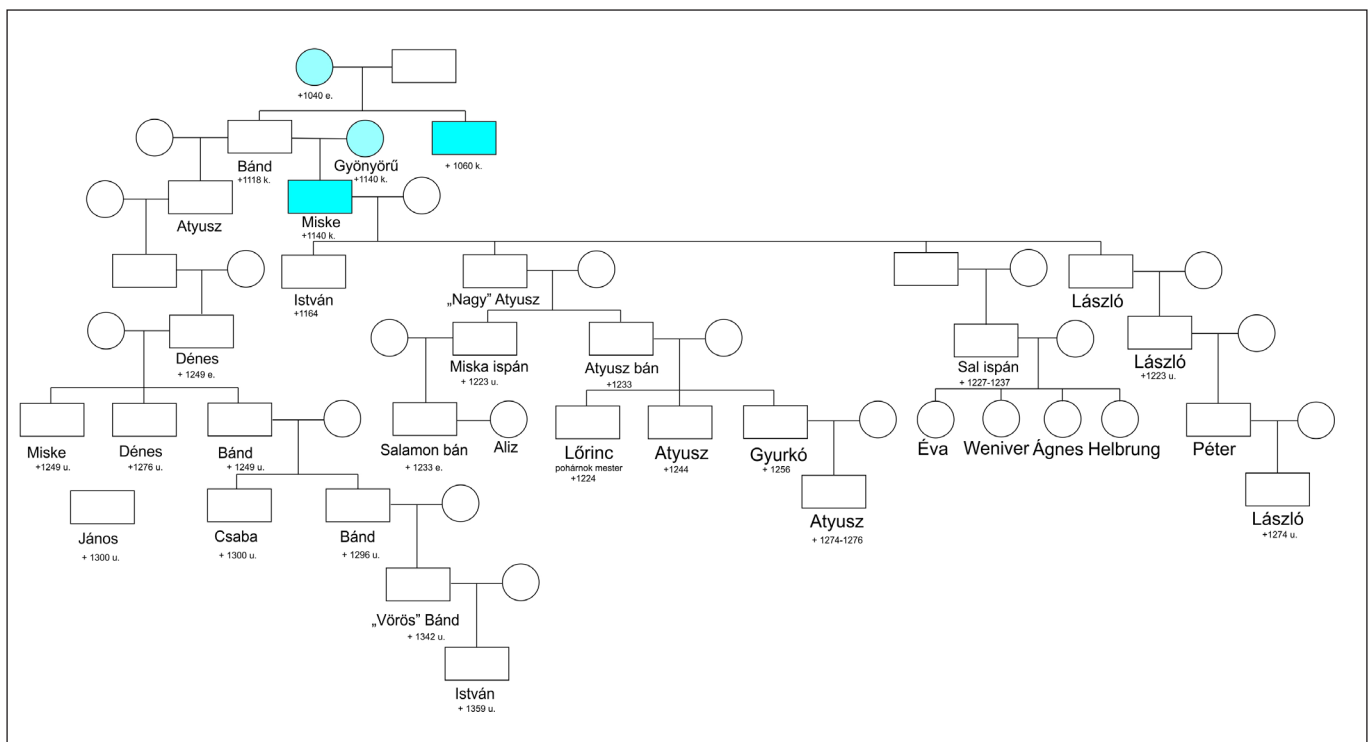 +1040 e.
Bánd
+1118 k.
Gyönyörű
+1140 k.
+ 1060 k.
Atyusz
Miske
+1140 k.
István
+1164
„Nagy” Atyusz
László
Dénes
+ 1249 e.
Miska ispán
+ 1223 u.
Atyusz bán
+1233
Sal ispán
+ 1227-1237
László
+1223 u.
Miske
+1249 u.
Dénes
+1276 u.
Bánd
+ 1249 u.
Salamon bán
+ 1233 e.
Aliz
Lőrinc
pohárnok mester
+1224
Atyusz
+1244
Gyurkó
+ 1256
Éva
Weniver
Ágnes
Helbrung
Péter
János
+ 1300 u.
Csaba
+ 1300 u.
Bánd
+ 1296 u.
Atyusz
+ 1274-1276
László
+1274 u.
„Vörös” Bánd
+ 1342 u.
István
+ 1359 u.